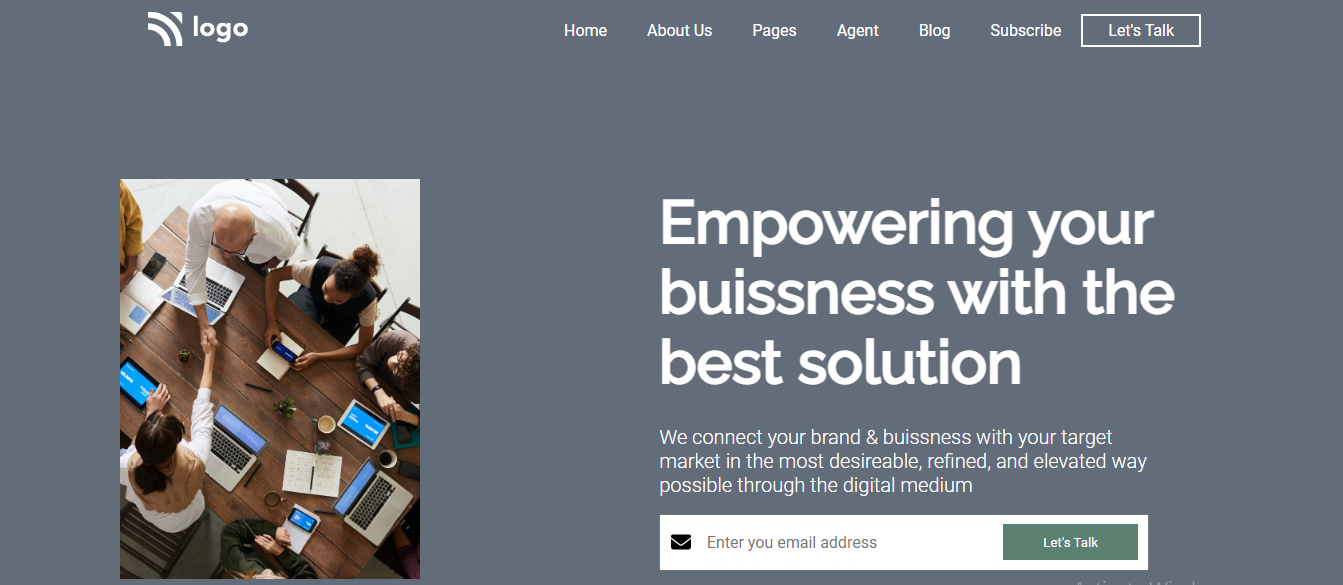 logo
Home About Us Pages Agent Blog Subscribe Let's Talk
Empowering your
buissness with the
best solution
We connect your brand & buissness with your target
market in the most desireable, refined, and elevated way
possible through the digital medium
Enter you email address Let's Talk